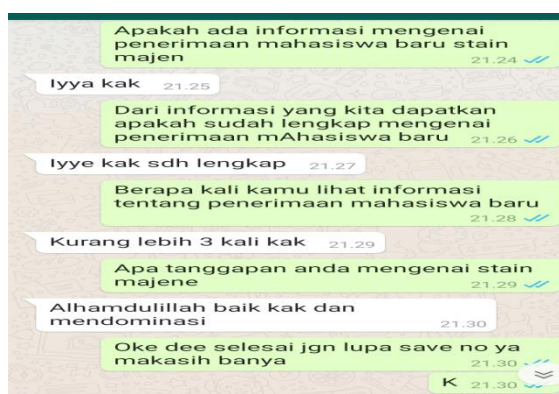 Apakah ada informasi mengenai
penerimaan mahasiswa baru stain
majen
21.24
Iyya kak 21.25
Dari informasi yang kita dapatkan
apakah sudah lengkap mengenai
penerimaan mAhasiswa baru 21.26
Iyye kak sdh lengkap 21.27
Berapa kali kamu lihat informasi
tentang penerimaan mahasiswa baru
21.28
Kurang lebih 3 kali kak 21.29
Apa tanggapan anda mengenai stain
majene 21.29
Alhamdulillah baik kak dan
mendominasi 21.30
Oke dee selesai jgn lupa save no ya
makasih banya 21.30
K 21.30